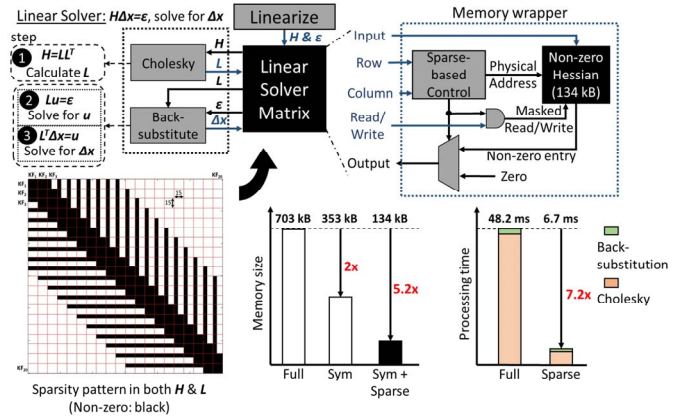 Linear Solver: HΔx=ε, solve for Δx
step
1 H=LLᵀ
Calculate L
2 Lu=ε
Solve for u
3 LᵀΔx=u
Solve for Δx
Cholesky
Back-
substitute
Linearize
H & ε
H
L
L
ε
Δx
Linear
Solver
Matrix
Memory wrapper
Input
Row
Column
Read/
Write
Output
Sparse-
based
Control
Physical
Address
Non-zero
Hessian
(134 kB)
Masked
Read/Write
Non-zero entry
Zero
KF₁ KF₂ KF₃ KF₂₀
KF₁
KF₂
KF₃
KF₂₀
15
15
Sparsity pattern in both H & L
(Non-zero: black)
Memory size
703 kB 353 kB 134 kB
2x
5.2x
Full Sym Sym +
Sparse
Processing time
48.2 ms 6.7 ms
7.2x
Full Sparse
Back-
substitution
Cholesky